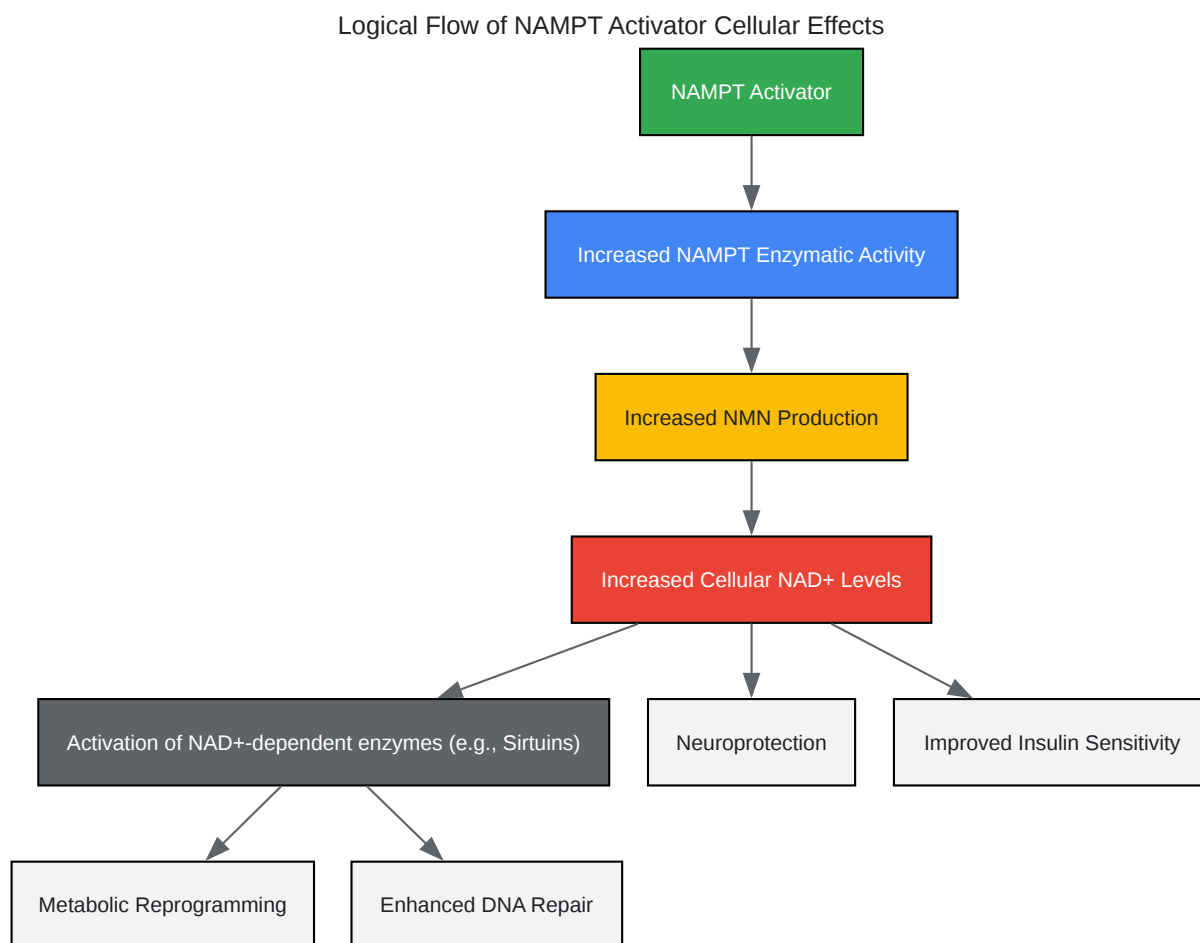 Logical Flow of NAMPT Activator Cellular Effects
NAMPT Activator
Increased NAMPT Enzymatic Activity
Increased NMN Production
Increased Cellular NAD+ Levels
Activation of NAD+-dependent enzymes (e.g., Sirtuins)
Neuroprotection
Improved Insulin Sensitivity
Metabolic Reprogramming
Enhanced DNA Repair